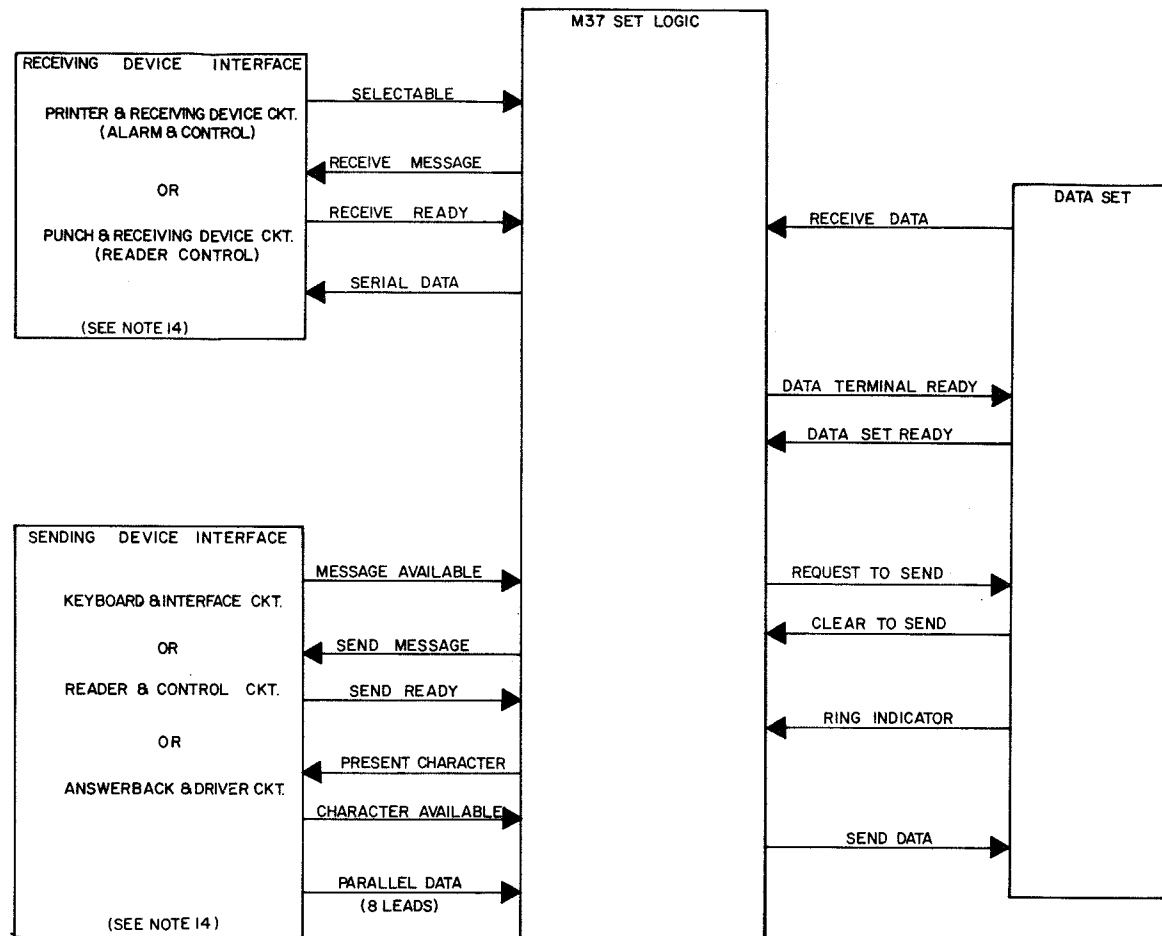 M37 SET LOGIC
RECEIVING DEVICE INTERFACE
PRINTER & RECEIVING DEVICE CKT.
(ALARM & CONTROL)
OR
PUNCH & RECEIVING DEVICE CKT.
(READER CONTROL)
(SEE NOTE 14)
SELECTABLE
RECEIVE MESSAGE
RECEIVE READY
SERIAL DATA
SENDING DEVICE INTERFACE
KEYBOARD & INTERFACE CKT.
OR
READER & CONTROL CKT.
OR
ANSWERBACK & DRIVER CKT.
(SEE NOTE 14)
MESSAGE AVAILABLE
SEND MESSAGE
SEND READY
PRESENT CHARACTER
CHARACTER AVAILABLE
PARALLEL DATA
(8 LEADS)
DATA SET
RECEIVE DATA
DATA TERMINAL READY
DATA SET READY
REQUEST TO SEND
CLEAR TO SEND
RING INDICATOR
SEND DATA